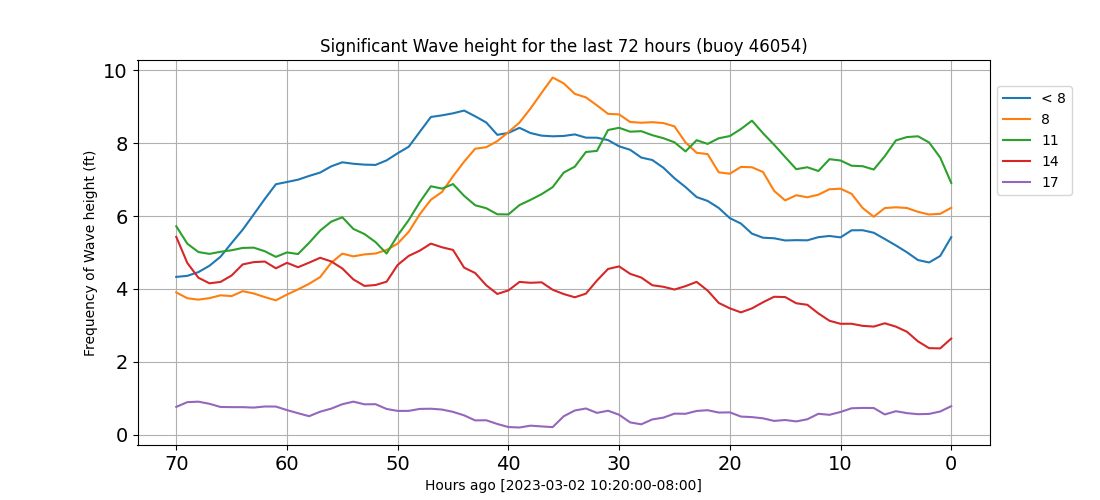 Significant Wave height for the last 72 hours (buoy 46054)
Frequency of Wave height (ft)
10
8
6
4
2
0
70 60 50 40 30 20 10 0
Hours ago [2023-03-02 10:20:00-08:00]
< 8
8
11
14
17